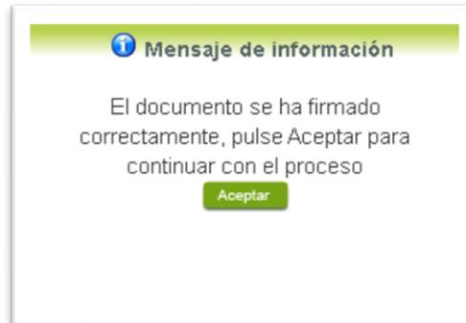 Mensaje de información
El documento se ha firmado
correctamente, pulse Aceptar para
continuar con el proceso
Aceptar